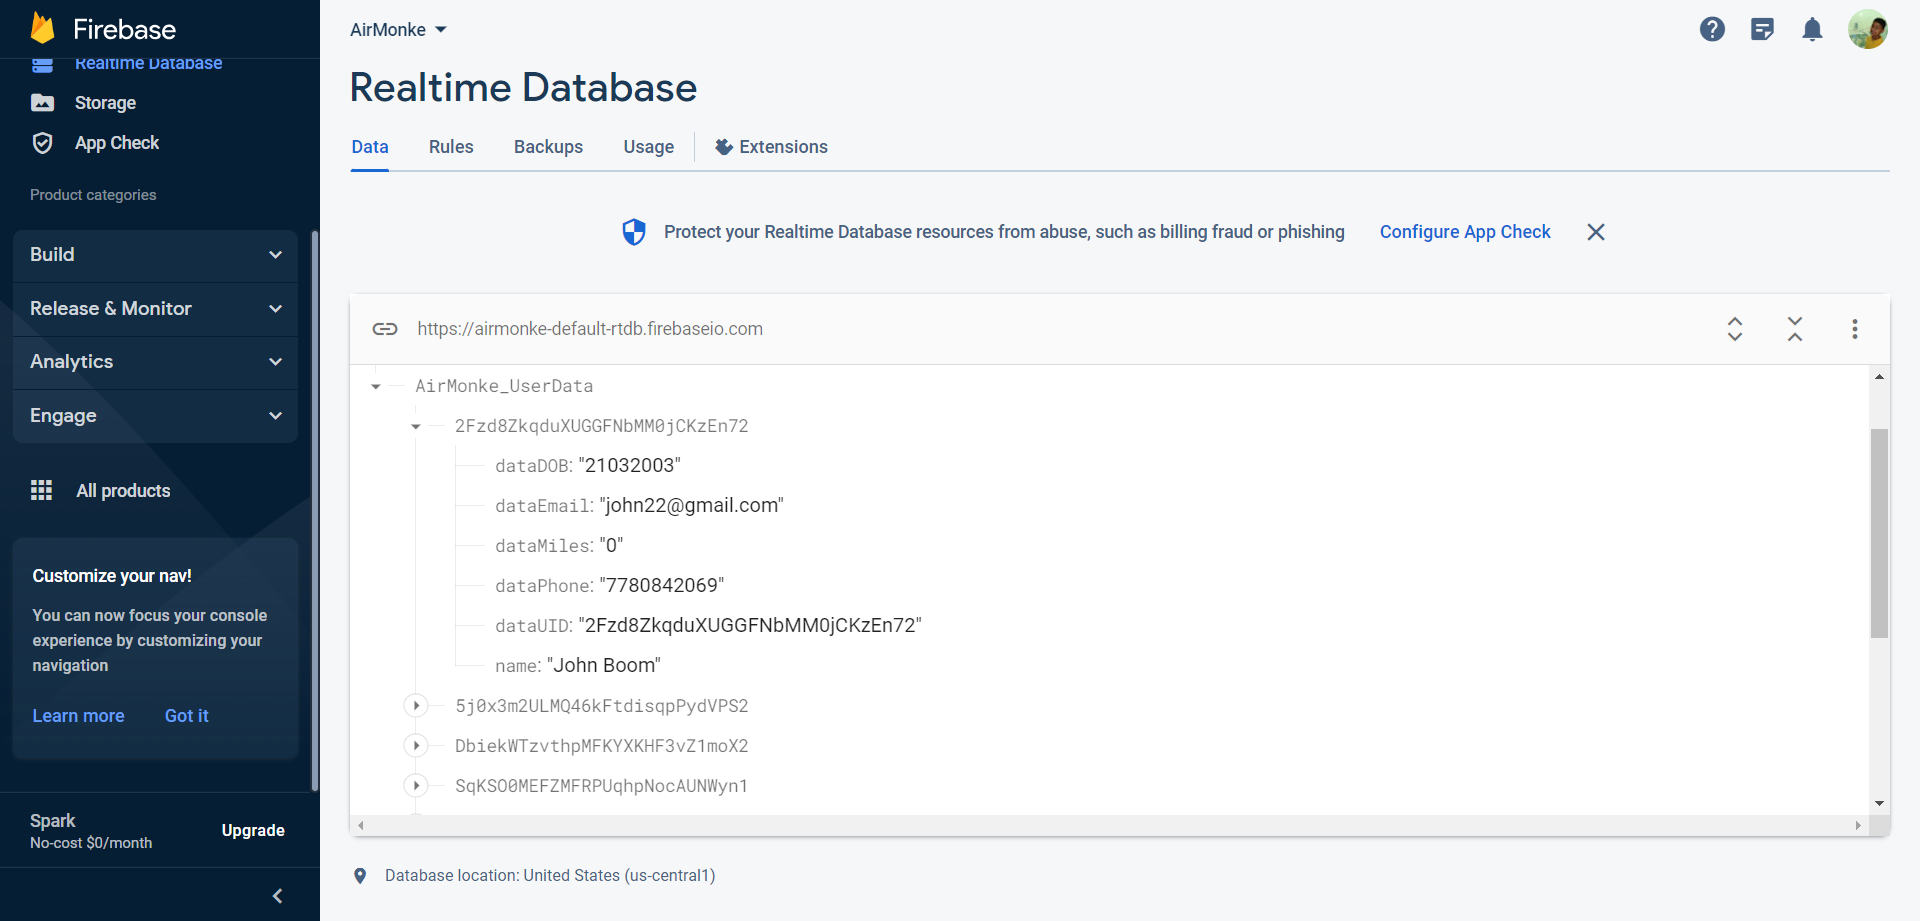 Firebase
Realtime Database
Storage
App Check
Product categories
Build
Release & Monitor
Analytics
Engage
All products
Customize your nav!
You can now focus your console
experience by customizing your
navigation
Learn more Got it
Spark
No-cost $0/month
Upgrade
AirMonke
Realtime Database
Data Rules Backups Usage Extensions
Protect your Realtime Database resources from abuse, such as billing fraud or phishing Configure App Check
https://airmonke-default-rtdb.firebaseio.com
AirMonke_UserData
2Fzd8ZkqduXUGGFNbMM0jCKzEn72
dataDOB: "21032003"
dataEmail: "john22@gmail.com"
dataMiles: "0"
dataPhone: "7780842069"
dataUID: "2Fzd8ZkqduXUGGFNbMM0jCKzEn72"
name: "John Boom"
5j0x3m2ULMQ46kFtdisqpPydVPS2
DbiekWTzvthpMFKYXKHF3vZ1moX2
SqKSO0MEFZMFRPUqhpNocAUNWyn1
Database location: United States (us-central1)